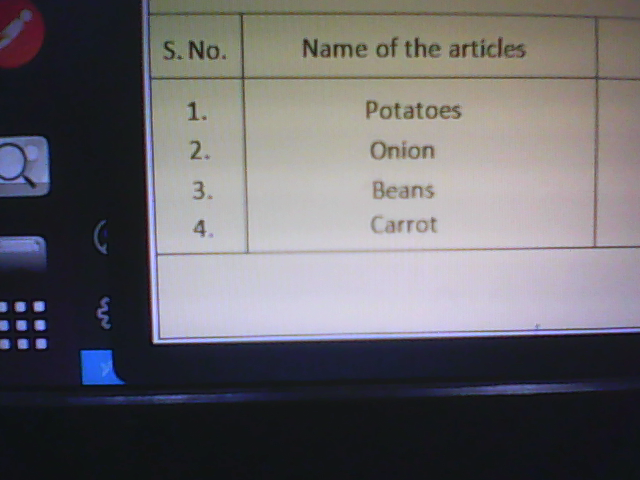 S. No. Name of the articles
1. Potatoes
2. Onion
3. Beans
4. Carrot